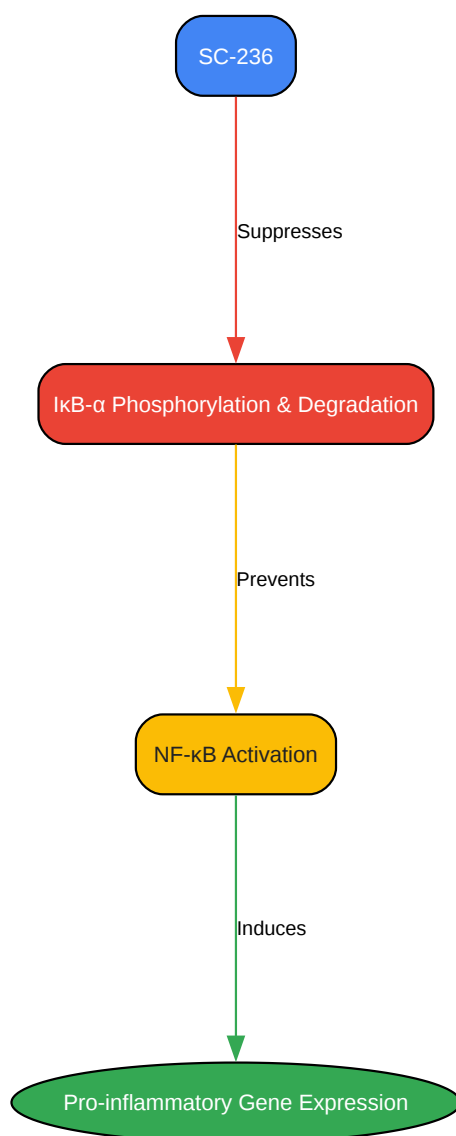 SC-236
Suppresses
IκB-α Phosphorylation & Degradation
Prevents
NF-κB Activation
Induces
Pro-inflammatory Gene Expression